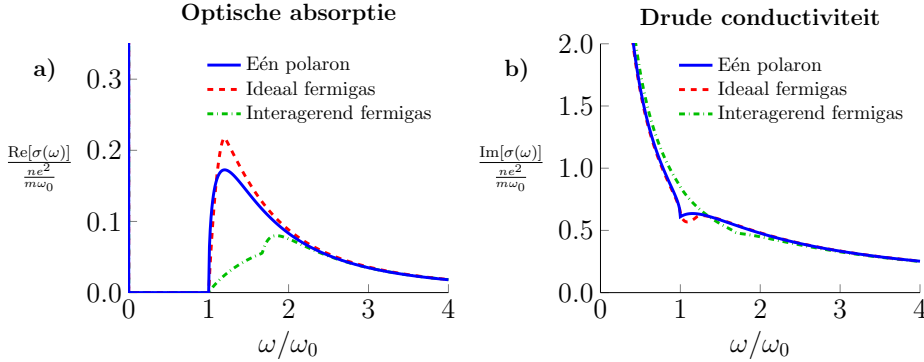 Optische absorptie
a)
Eén polaron
Ideaal fermigas
Interagerend fermigas
Re[σ(ω)]
ne²
mω₀
0.3
0.2
0.1
0.0
0 1 2 3 4
ω/ω₀
Drude conductiviteit
b)
Eén polaron
Ideaal fermigas
Interagerend fermigas
Im[σ(ω)]
ne²
mω₀
2.0
1.5
1.0
0.5
0.0
0 1 2 3 4
ω/ω₀